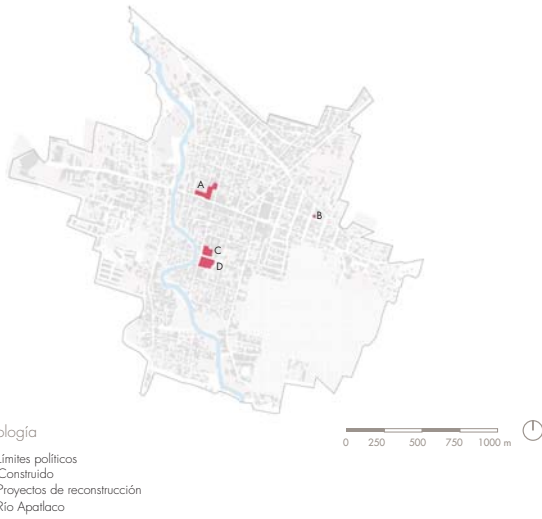 A
B
C
D
ología
0 250 500 750 1000 m
Límites políticos
Construido
Proyectos de reconstrucción
Río Apatlaco